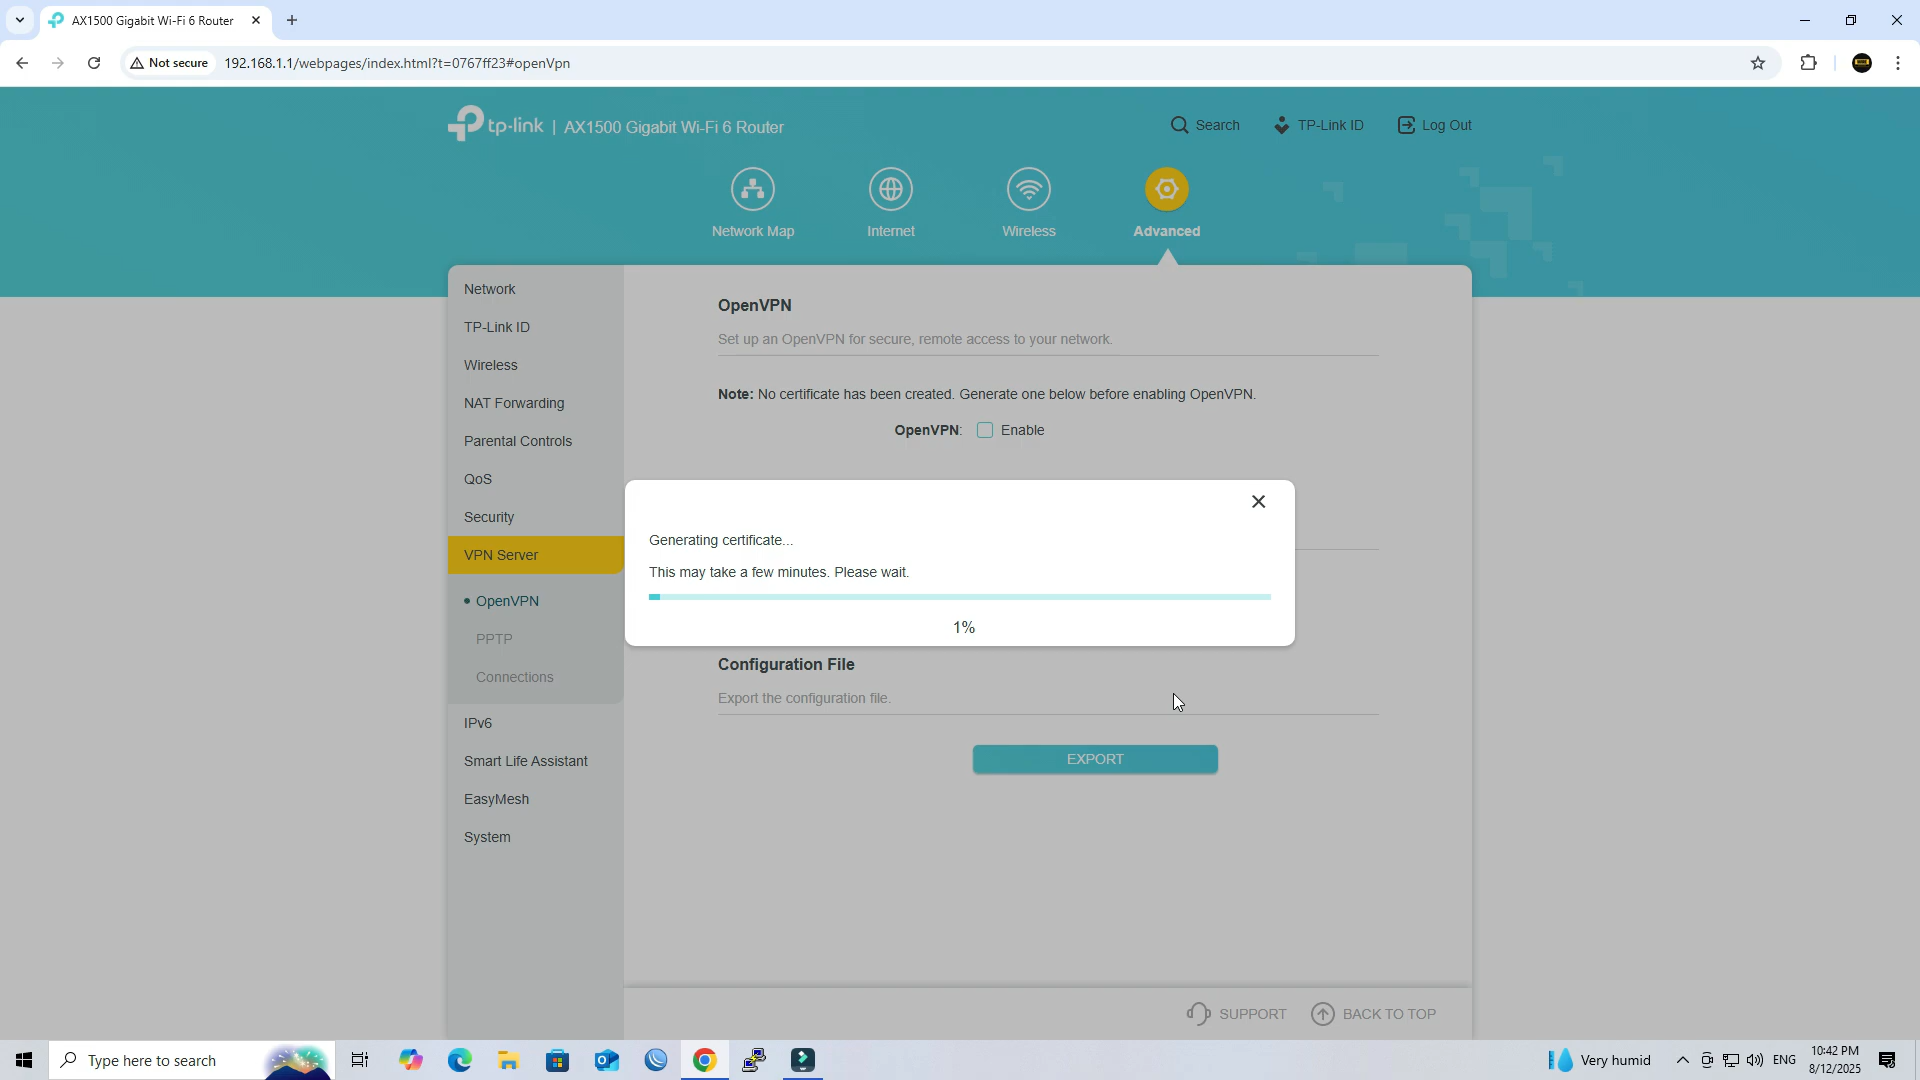 AX1500 Gigabit Wi-Fi 6 Router
Not secure
192.168.1.1/webpages/index.html?t=0767ff23#openVpn
tp-link | AX1500 Gigabit Wi-Fi 6 Router
Search
TP-Link ID
Log Out
Network Map
Internet
Wireless
Advanced
Network
TP-Link ID
Wireless
NAT Forwarding
Parental Controls
QoS
Security
VPN Server
OpenVPN
PPTP
Connections
IPv6
Smart Life Assistant
EasyMesh
System
OpenVPN
Set up an OpenVPN for secure, remote access to your network.
Note: No certificate has been created. Generate one below before enabling OpenVPN.
OpenVPN: Enable
Generating certificate...
This may take a few minutes. Please wait.
1%
Configuration File
Export the configuration file.
EXPORT
SUPPORT
BACK TO TOP
Type here to search
Very humid
ENG
10:42 PM
8/12/2025